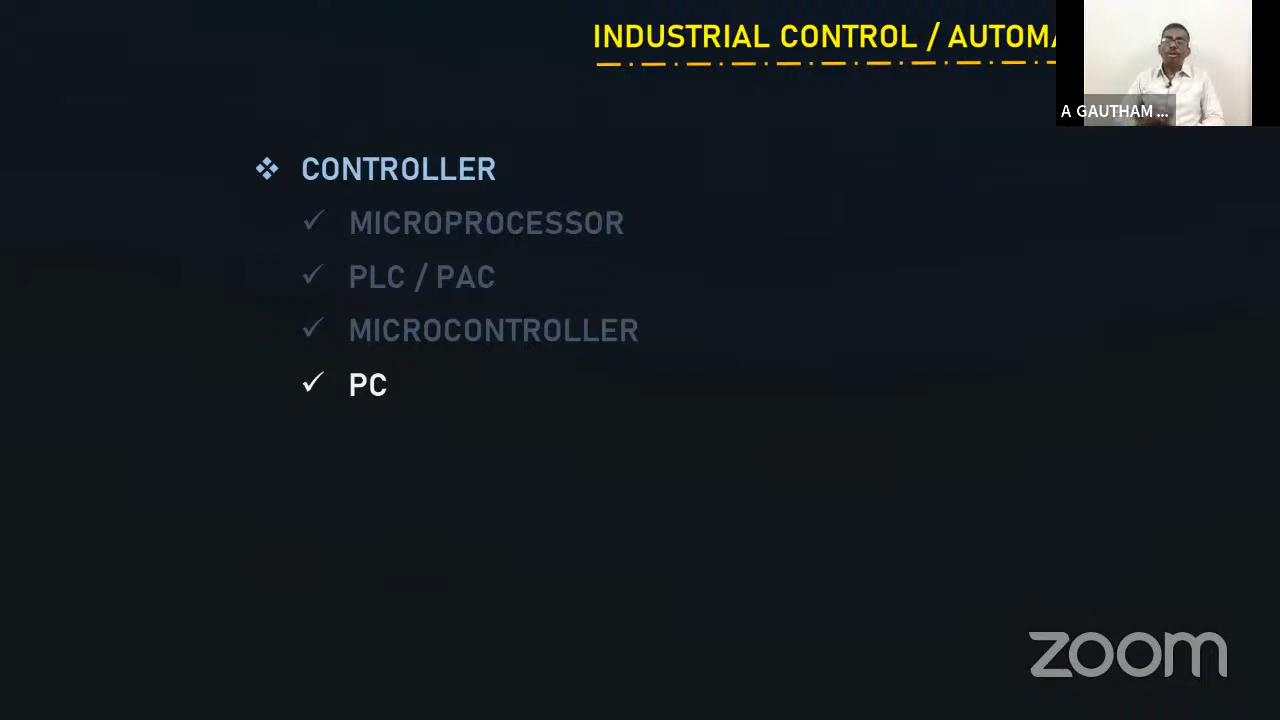 INDUSTRIAL CONTROL / AUTOMA
A GAUTHAM ...
CONTROLLER
MICROPROCESSOR
PLC / PAC
MICROCONTROLLER
PC
zoom